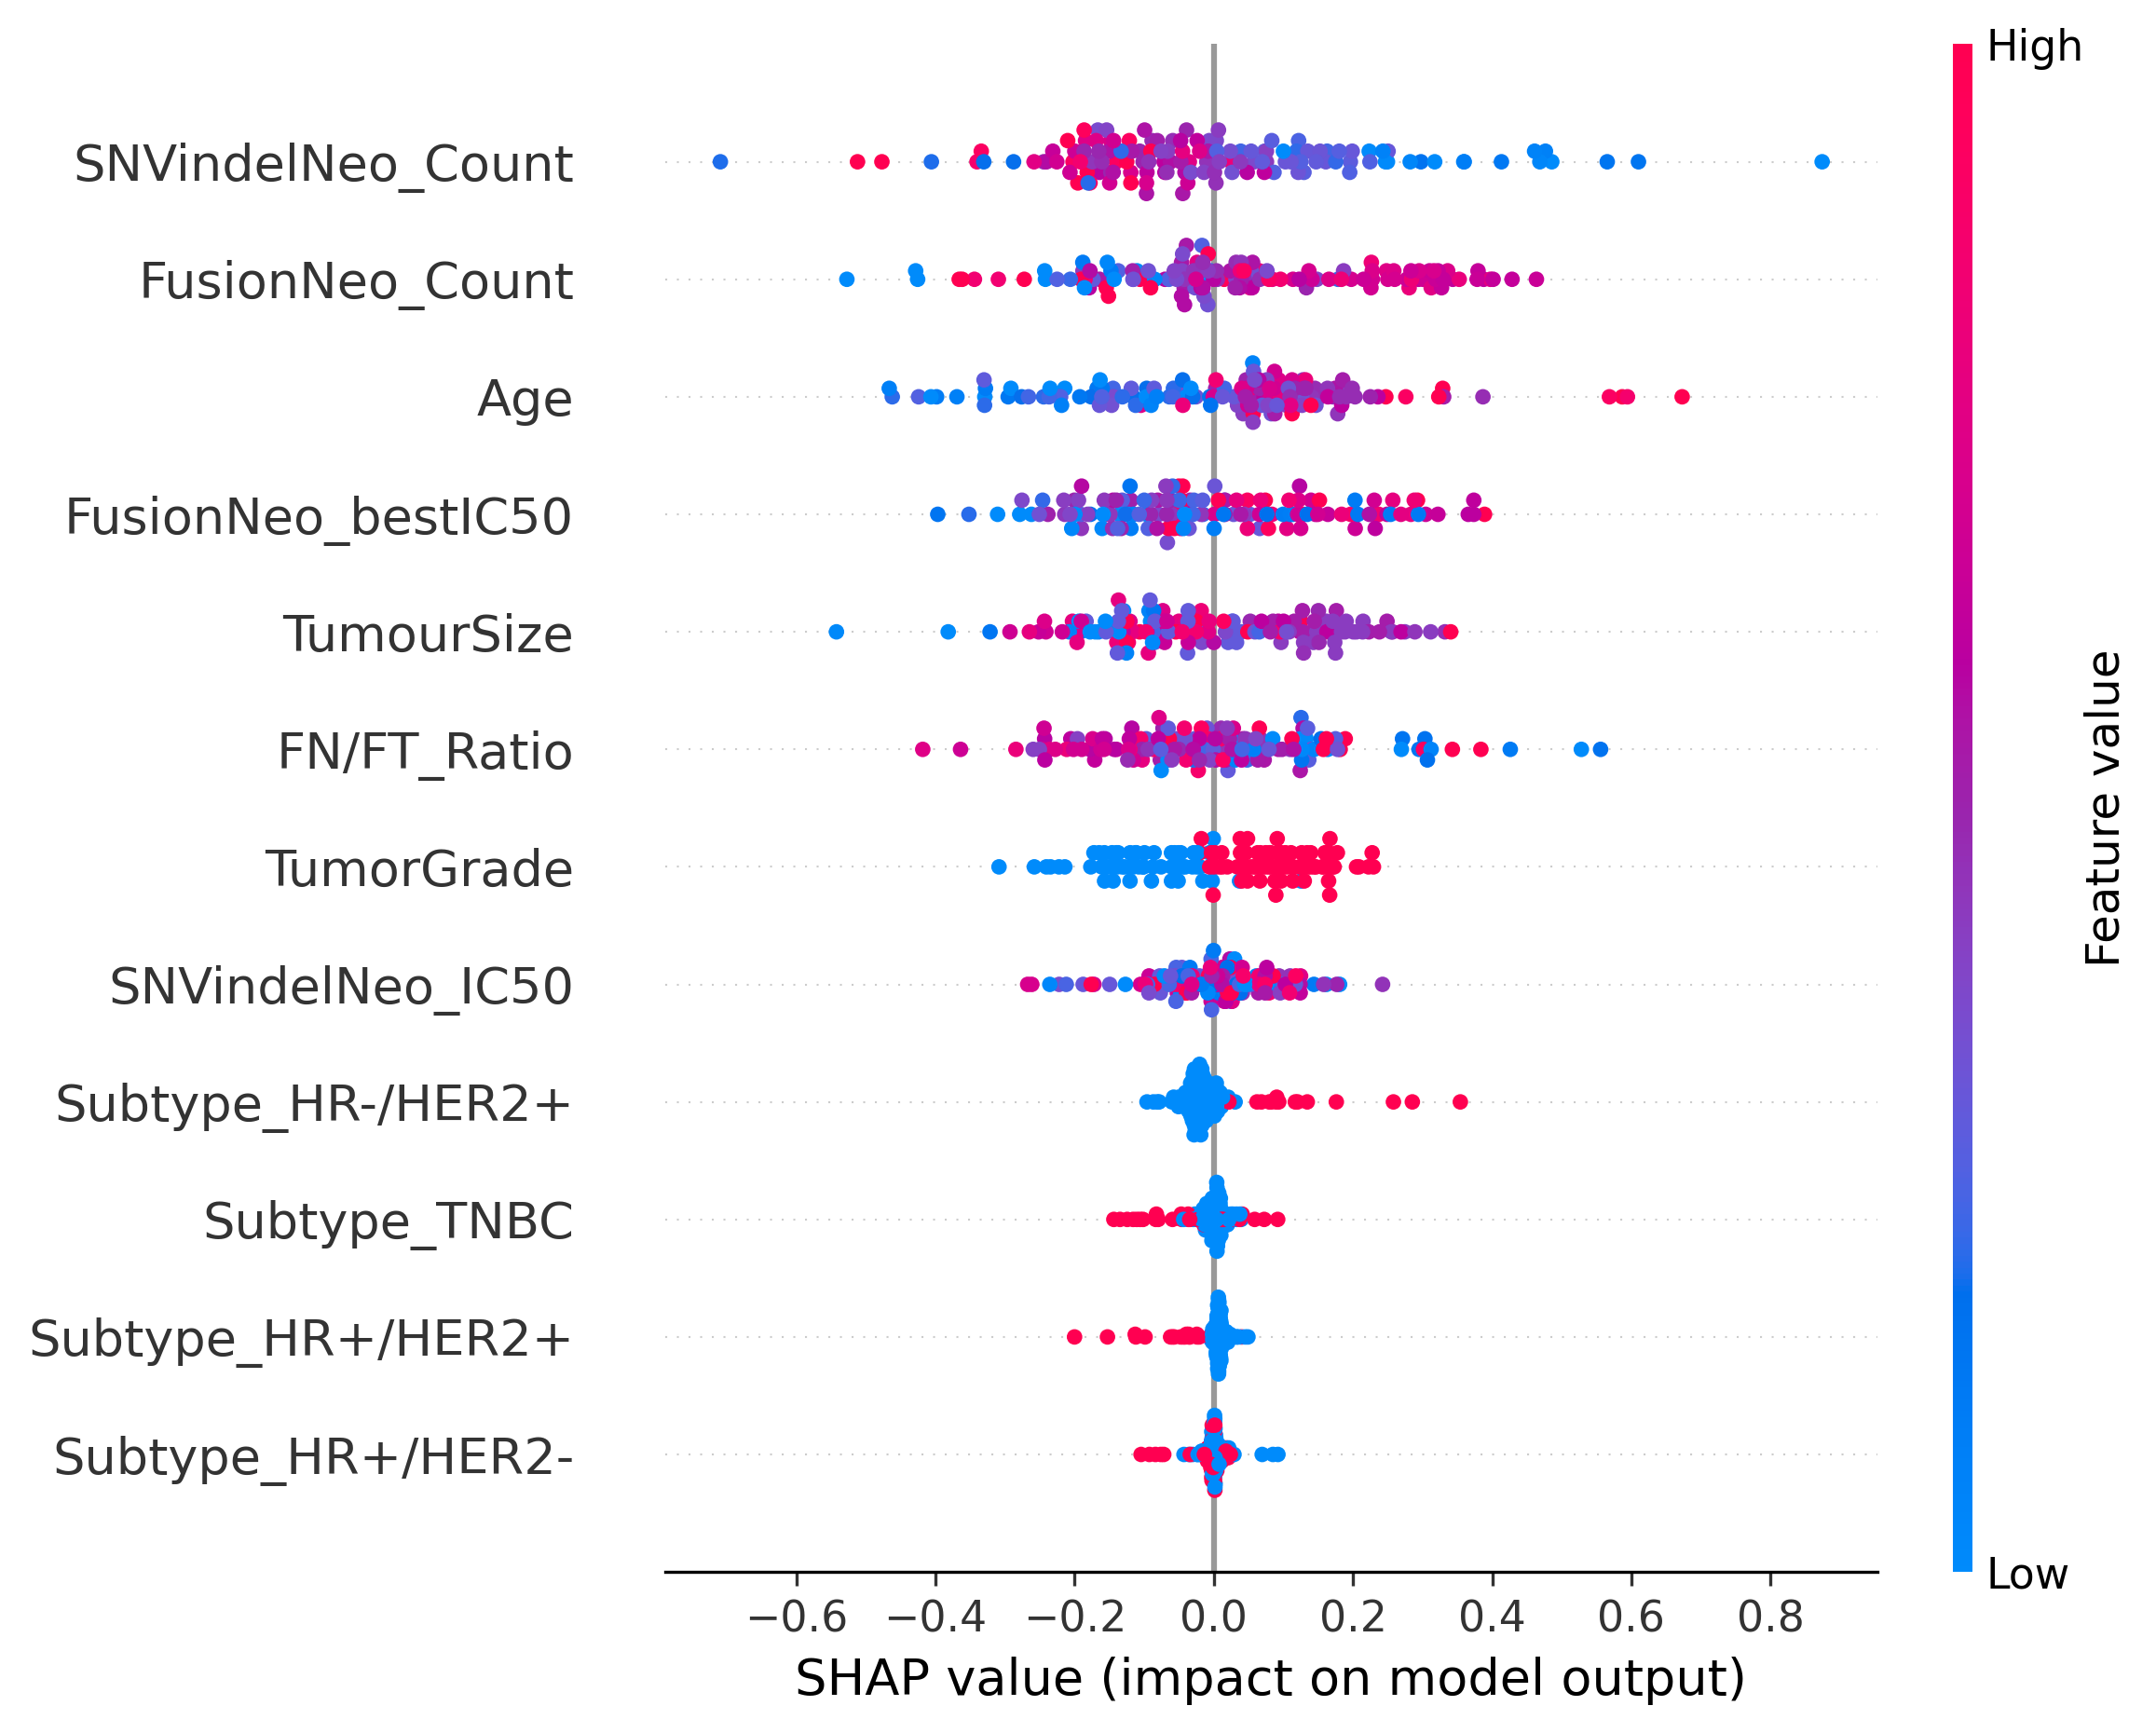 High
SNVindelNeo_Count
FusionNeo_Count
Age
FusionNeo_bestIC50
TumourSize
FN/FT_Ratio
TumorGrade
SNVindelNeo_IC50
Subtype_HR-/HER2+
Subtype_TNBC
Subtype_HR+/HER2+
Subtype_HR+/HER2-
Feature value
Low
−0.6 −0.4 −0.2 0.0 0.2 0.4 0.6 0.8
SHAP value (impact on model output)